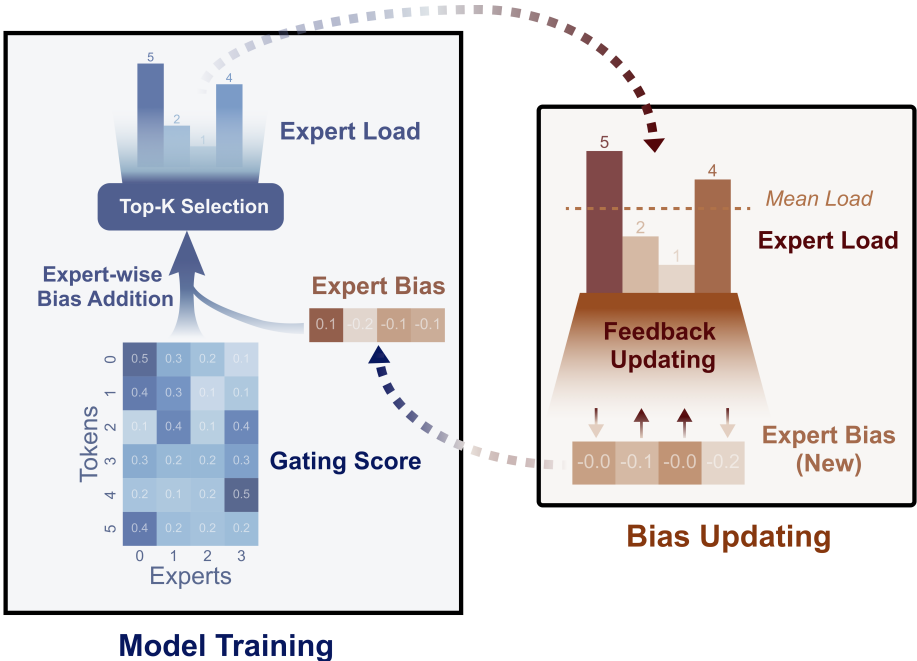 5
2
1
4
Expert Load
Top-K Selection
Expert-wise
Bias Addition
Expert Bias
0.1 -0.2 -0.1 -0.1
Tokens
0 0.5 0.3 0.2 0.1
1 0.4 0.3 0.1 0.1
2 0.1 0.4 0.1 0.4
3 0.3 0.2 0.2 0.3
4 0.2 0.1 0.2 0.5
5 0.4 0.2 0.2 0.2
0 1 2 3
Experts
Gating Score
Model Training
5
2
1
4
Mean Load
Expert Load
Feedback
Updating
-0.0 -0.1 -0.0 -0.2
Expert Bias
(New)
Bias Updating